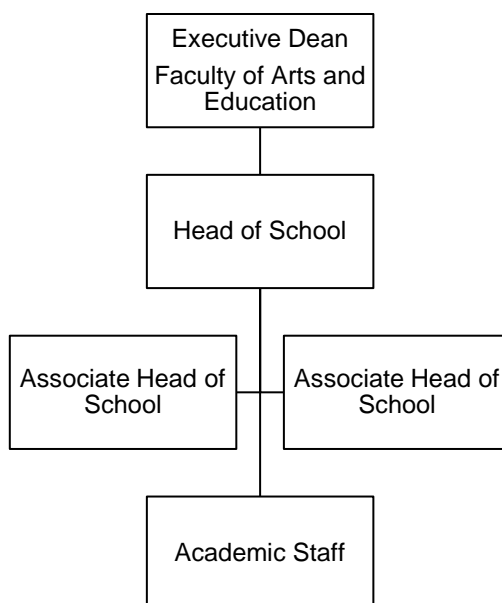 Executive Dean
Faculty of Arts and
Education
Head of School
Associate Head of
School
Associate Head of
School
Academic Staff